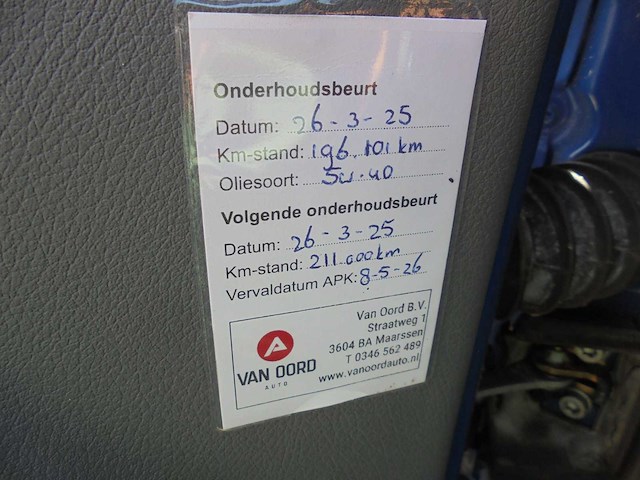 Onderhoudsbeurt
Datum: 26-3-25
Km-stand: 196.101 km
Oliesoort: 5w-40
Volgende onderhoudsbeurt
Datum: 26-3-25
Km-stand: 211.000km
Vervaldatum APK: 8-5-26
Van Oord B.V.
Straatweg 1
3604 BA Maarssen
T 0346 562 489
www.vanoordauto.nl
VAN OORD
AUTO